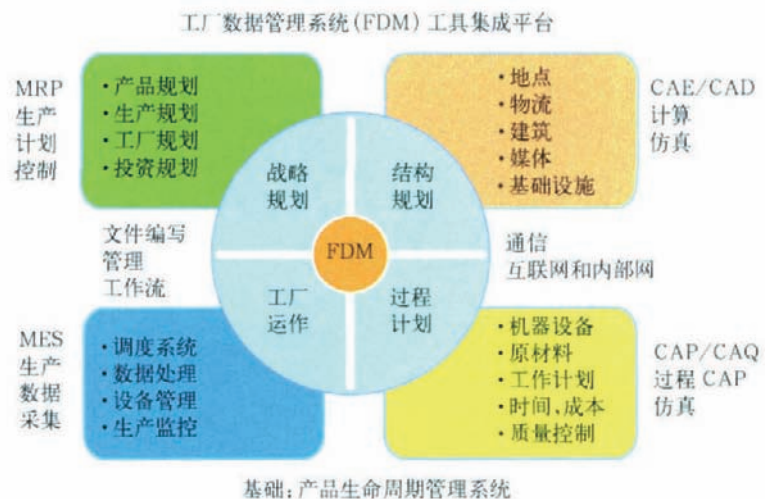 工厂数据管理系统(FDM)工具集成平台
MRP
生产
计划
控制
·产品规划
·生产规划
·工厂规划
·投资规划
·地点
·物流
·建筑
·媒体
·基础设施
CAE/CAD
计算
仿真
战略
规划
结构
规划
FDM
文件编写
管理
工作流
通信
互联网和内部网
工厂
运作
过程
计划
MES
生产
数据
采集
·调度系统
·数据处理
·设备管理
·生产监控
·机器设备
·原材料
·工作计划
·时间、成本
·质量控制
CAP/CAQ
过程 CAP
仿真
基础:产品生命周期管理系统